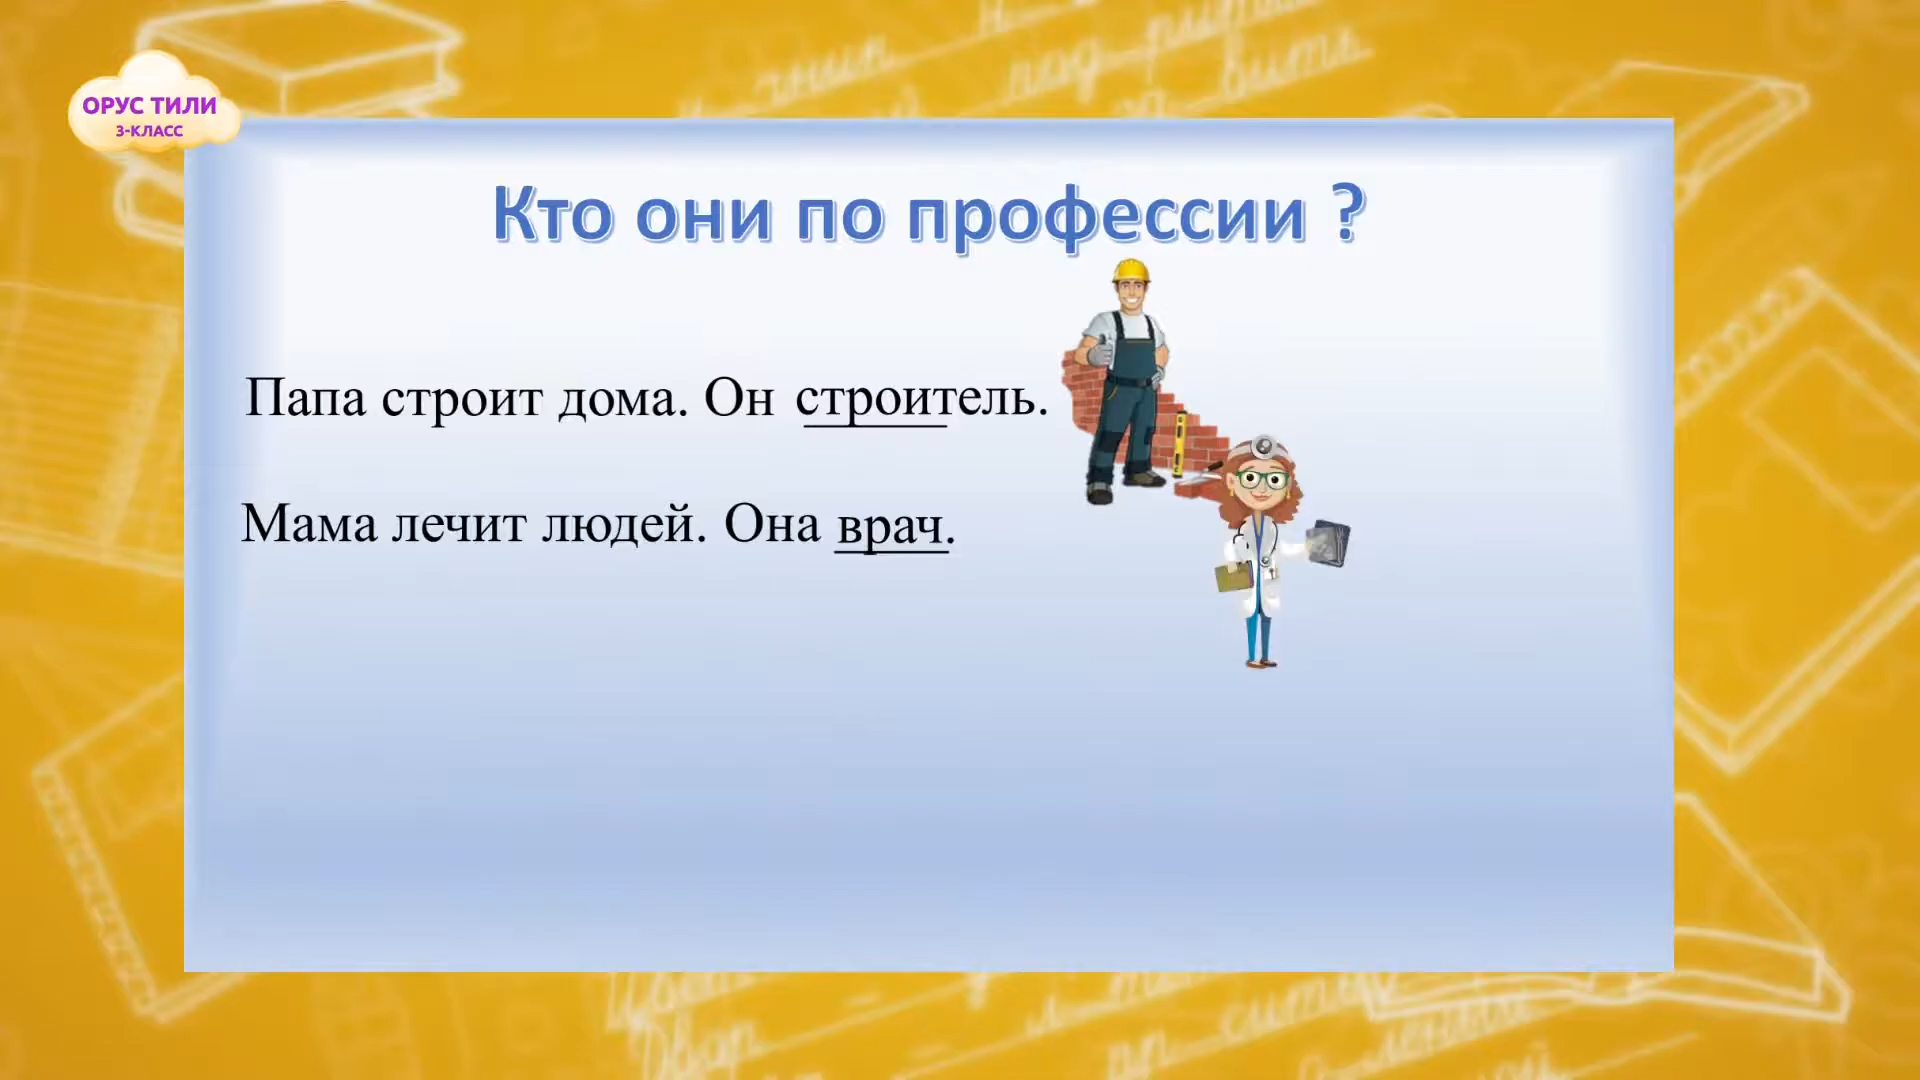 ОРУС ТИЛИ
3-КЛАСС
Кто они по профессии ?
Папа строит дома. Он строитель.
Мама лечит людей. Она врач.